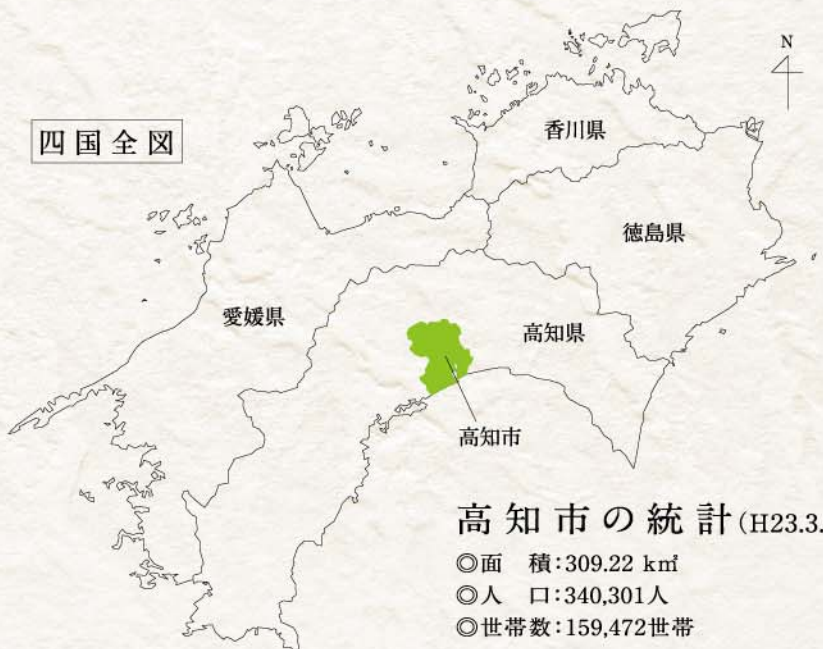 N
四国全図
香川県
徳島県
愛媛県
高知県
高知市
高知市の統計(H23.3.
◎面　積:309.22 k㎡
◎人　口:340,301人
◎世帯数:159,472世帯